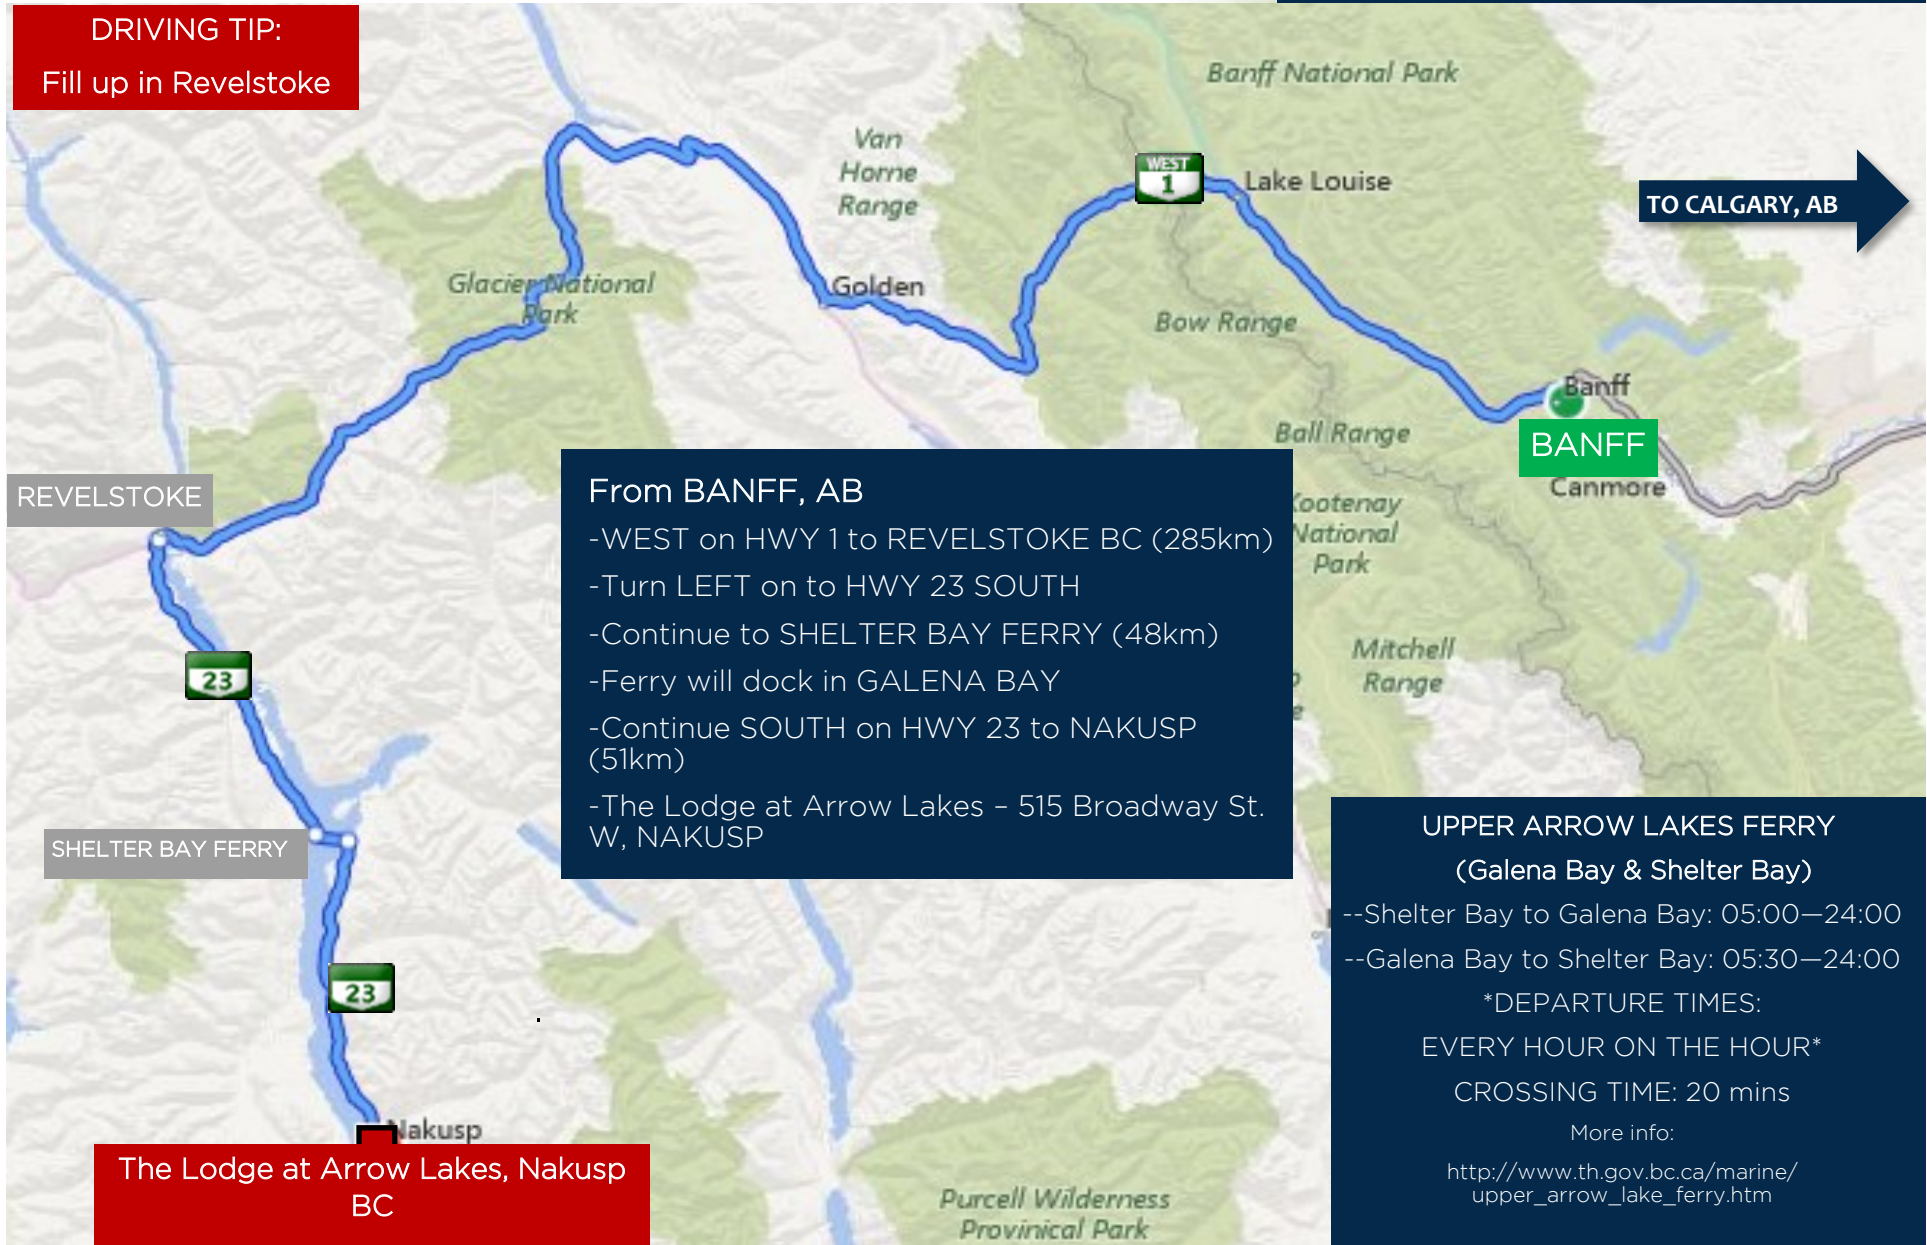 DRIVING TIP:
Fill up in Revelstoke
Banff National Park
Van
Horne
Range
WEST
1
Lake Louise
TO CALGARY, AB
Glacier National
Park
Golden
Bow Range
Banff
BANFF
Ball Range
Canmore
REVELSTOKE
From BANFF, AB
-WEST on HWY 1 to REVELSTOKE BC (285km)
-Turn LEFT on to HWY 23 SOUTH
-Continue to SHELTER BAY FERRY (48km)
-Ferry will dock in GALENA BAY
-Continue SOUTH on HWY 23 to NAKUSP
(51km)
-The Lodge at Arrow Lakes – 515 Broadway St.
W, NAKUSP
Kootenay
National
Park
Mitchell
Range
23
SHELTER BAY FERRY
23
Nakusp
The Lodge at Arrow Lakes, Nakusp
BC
UPPER ARROW LAKES FERRY
(Galena Bay & Shelter Bay)
--Shelter Bay to Galena Bay: 05:00—24:00
--Galena Bay to Shelter Bay: 05:30—24:00
*DEPARTURE TIMES:
EVERY HOUR ON THE HOUR*
CROSSING TIME: 20 mins
More info:
http://www.th.gov.bc.ca/marine/
upper_arrow_lake_ferry.htm
Purcell Wilderness
Provinical Park